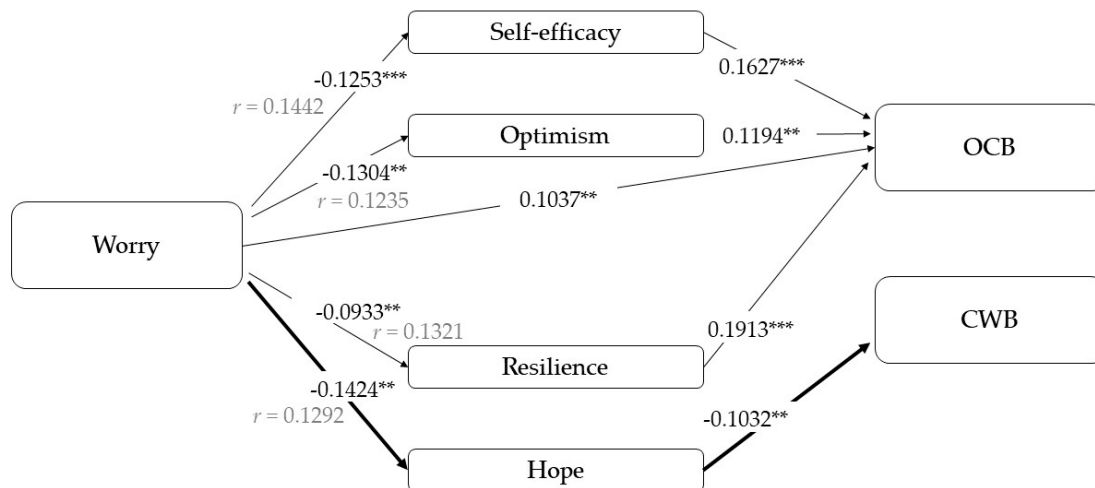 Self-efficacy
-0.1253***
0.1627***
r = 0.1442
Optimism
0.1194**
OCB
-0.1304**
r = 0.1235
0.1037**
Worry
-0.0933**
r = 0.1321
0.1913***
CWB
Resilience
-0.1424**
r = 0.1292
-0.1032**
Hope